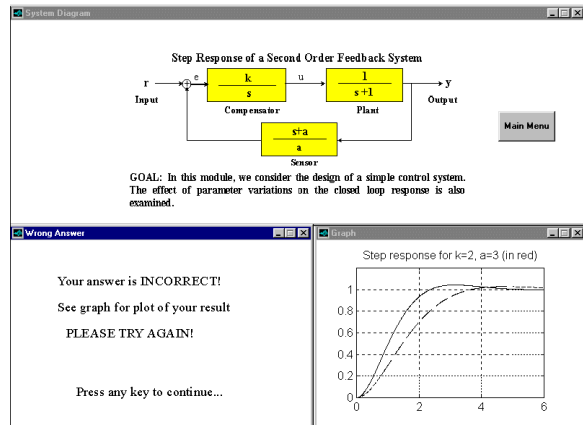 System Diagram
Step Response of a Second Order Feedback System
r
Input
e
k
s
Compensator
u
1
s+1
Plant
y
Output
s+a
a
Sensor
Main Menu
GOAL: In this module, we consider the design of a simple control system.
The effect of parameter variations on the closed loop response is also
examined.
Wrong Answer
Your answer is INCORRECT!
See graph for plot of your result
PLEASE TRY AGAIN!
Press any key to continue...
Graph
Step response for k=2, a=3 (in red)
1
0.8
0.6
0.4
0.2
0
0 2 4 6